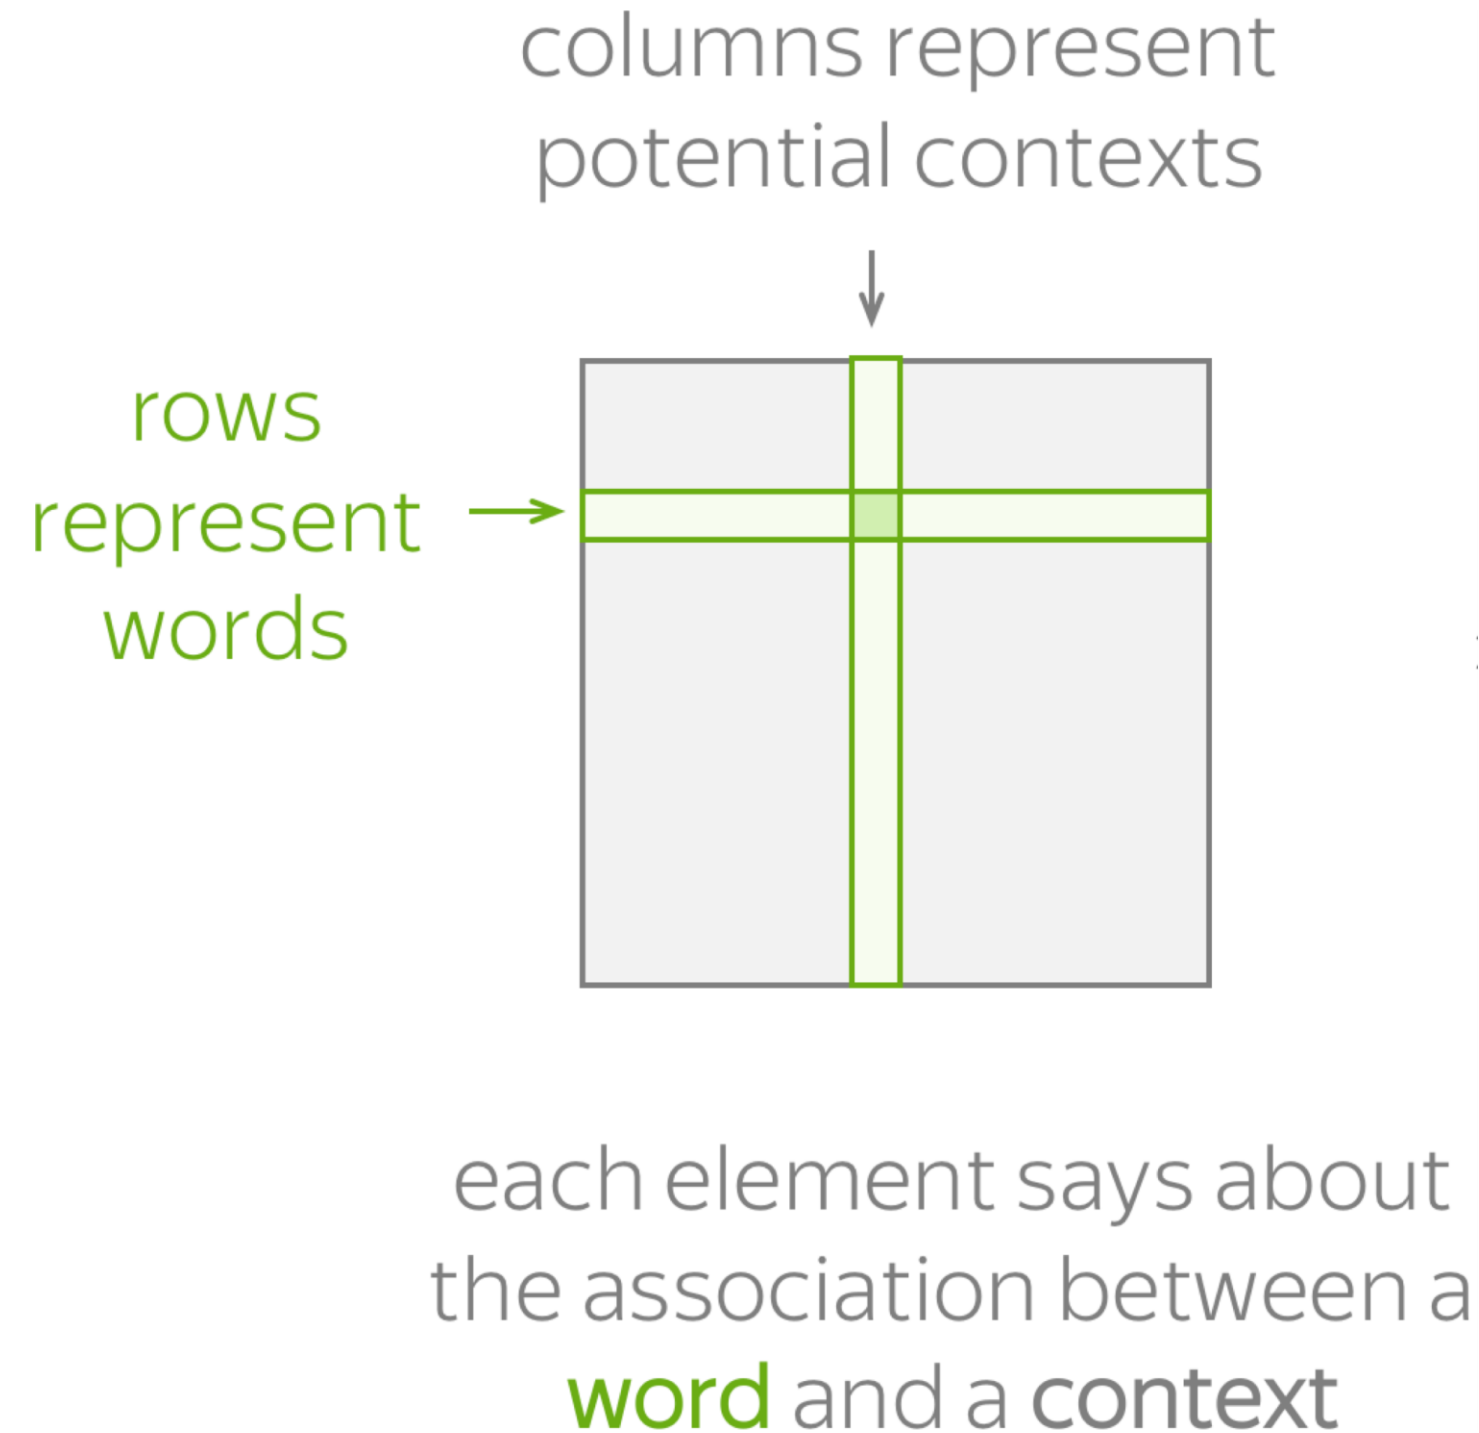 columns represent
potential contexts
rows
represent
words
each element says about
the association between a
word and a context